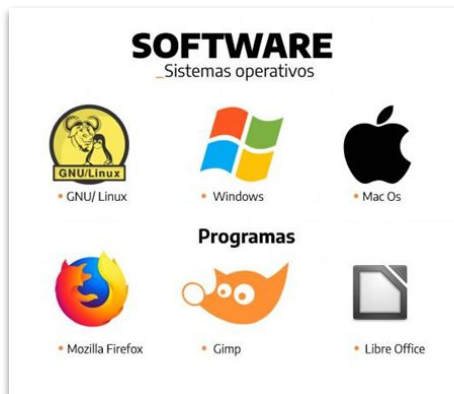 SOFTWARE
_Sistemas operativos
GNU/Linux
• GNU/ Linux
• Windows
• Mac Os
Programas
• Mozilla Firefox
• Gimp
• Libre Office